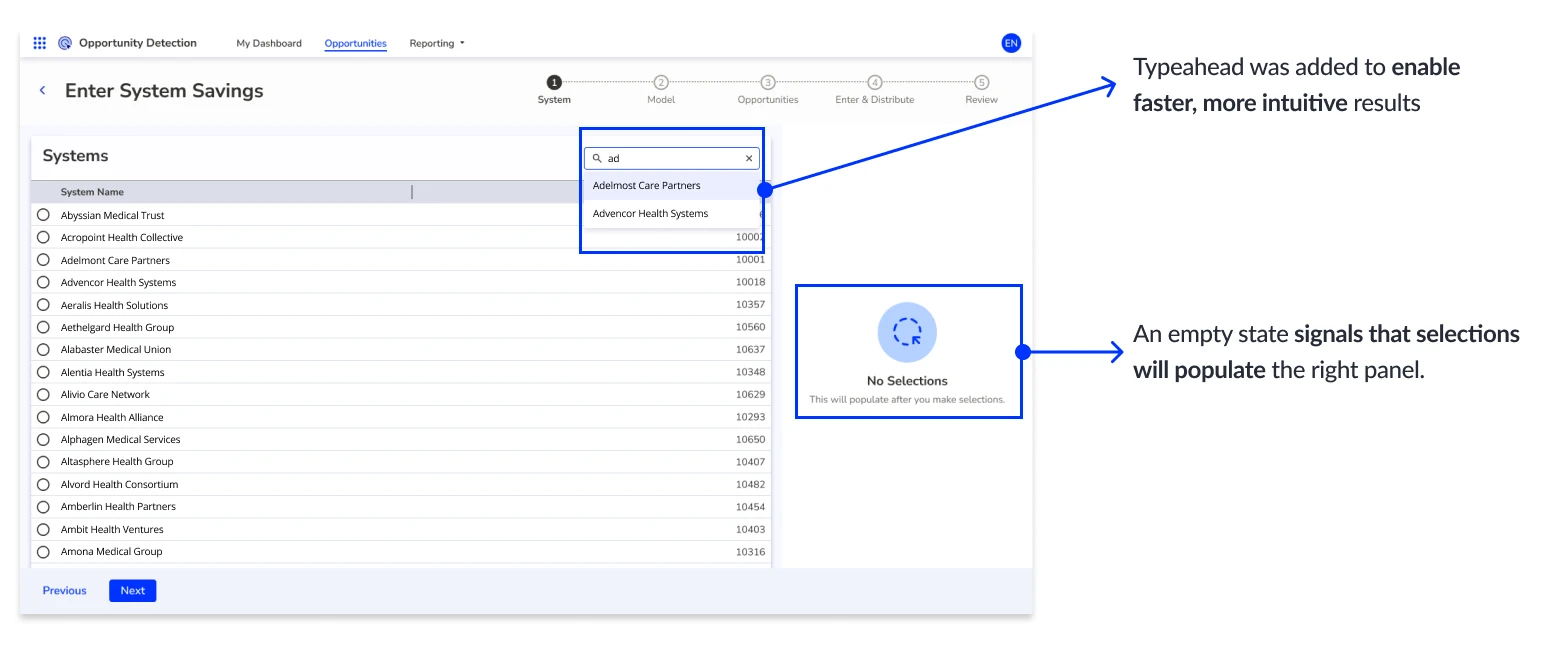 Opportunity Detection My Dashboard Opportunities Reporting EN
Enter System Savings
1 2 3 4 5
System Model Opportunities Enter & Distribute Review
Typeahead was added to enable
faster, more intuitive results
Systems
ad
System Name
Adelmost Care Partners
Advencor Health Systems
Abyssian Medical Trust
Acropoint Health Collective 10002
Adelmont Care Partners 10001
Advencor Health Systems 10018
Aeralis Health Solutions 10357
Aethelgard Health Group 10560
Alabaster Medical Union 10637
Alentia Health Systems 10348
Alivio Care Network 10629
Almora Health Alliance 10293
Alphagen Medical Services 10650
Altasphere Health Group 10407
Alvord Health Consortium 10482
Amberlin Health Partners 10454
Ambit Health Ventures 10403
Amona Medical Group 10316
No Selections
This will populate after you make selections.
An empty state signals that selections
will populate the right panel.
Previous Next